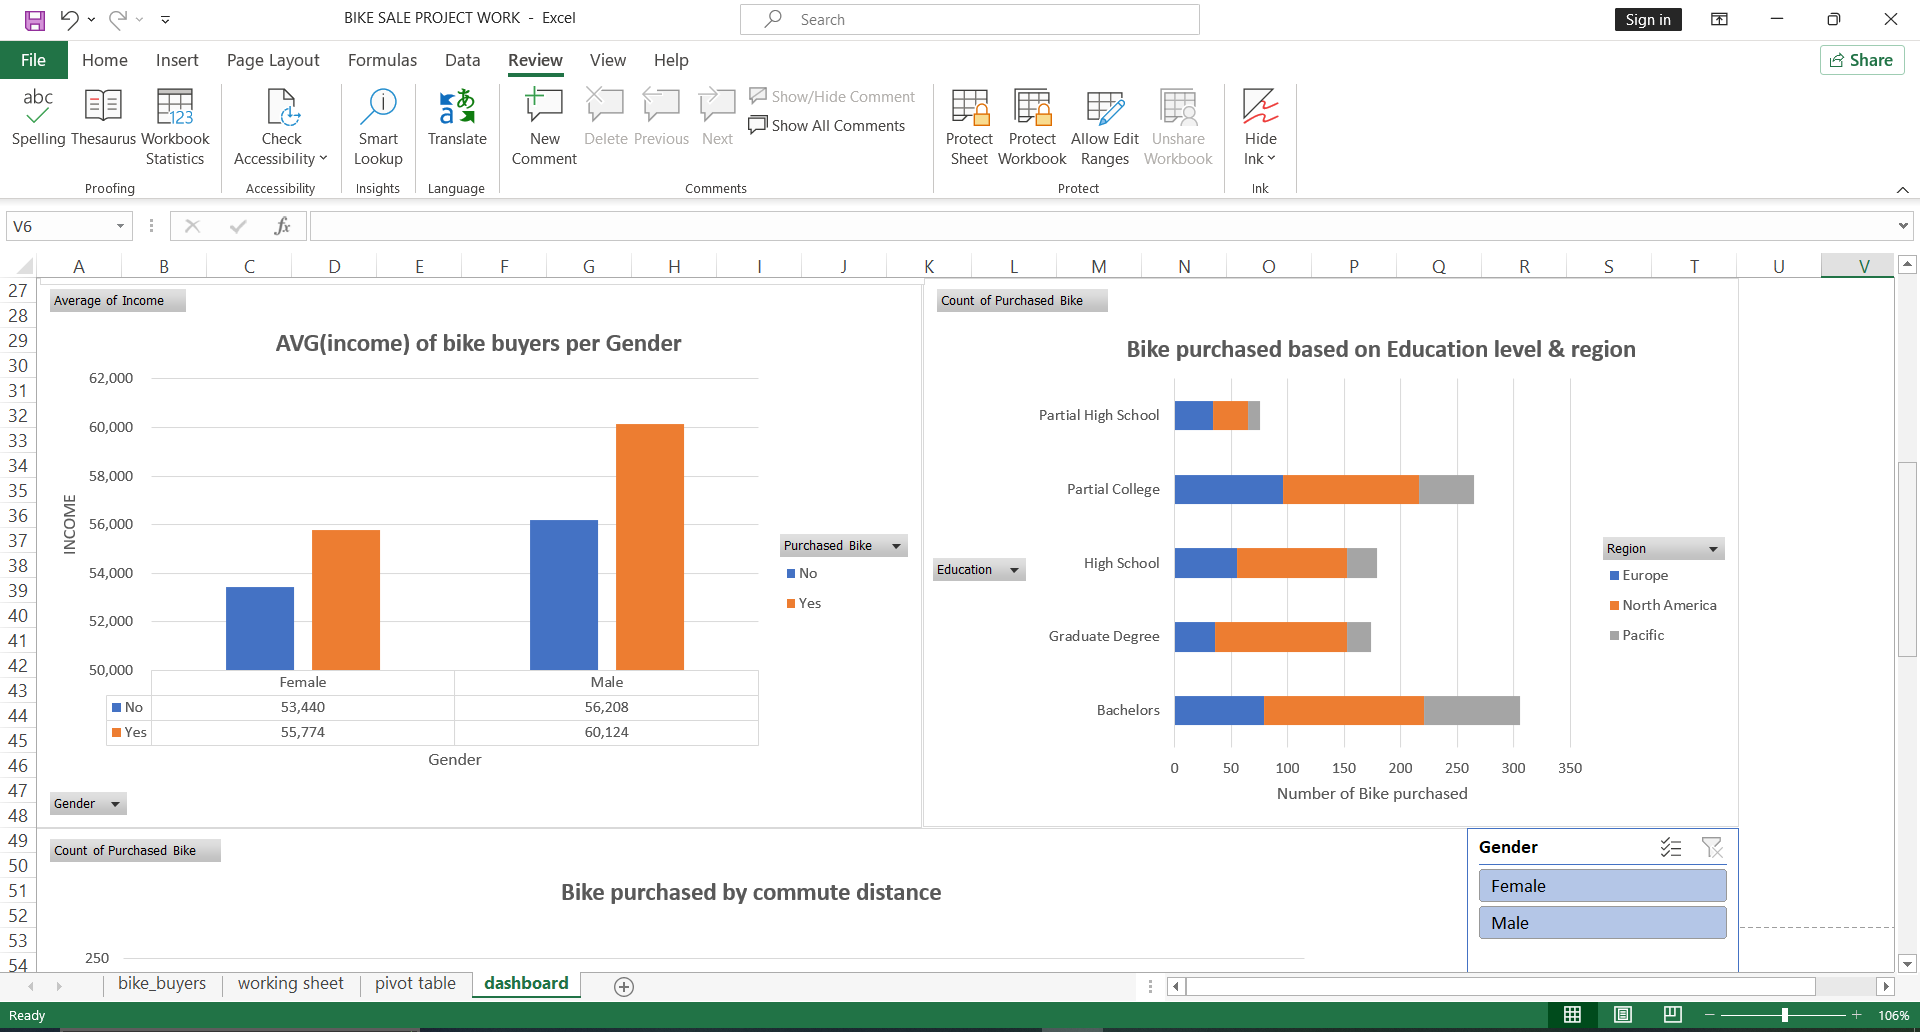 BIKE SALE PROJECT WORK - Excel
Search
Sign in
File Home Insert Page Layout Formulas Data Review View Help
Share
abc
Spelling
Thesaurus
123
Workbook
Statistics
Proofing
Check
Accessibility
Accessibility
Smart
Lookup
Insights
Translate
Language
New
Comment
Delete
Previous
Next
Show/Hide Comment
Show All Comments
Comments
Protect
Sheet
Protect
Workbook
Allow Edit
Ranges
Unshare
Workbook
Protect
Hide
Ink
Ink
V6
fx
A B C D E F G H I J K L M N O P Q R S T U V
27
28
29
30
31
32
33
34
35
36
37
38
39
40
41
42
43
44
45
46
47
48
49
50
51
52
53
54
Average of Income
AVG(income) of bike buyers per Gender
INCOME
62,000
60,000
58,000
56,000
54,000
52,000
50,000
Female Male
No 53,440 56,208
Yes 55,774 60,124
Gender
Purchased Bike
No
Yes
Gender
Count of Purchased Bike
Bike purchased based on Education level & region
Partial High School
Partial College
High School
Graduate Degree
Bachelors
0 50 100 150 200 250 300 350
Number of Bike purchased
Education
Region
Europe
North America
Pacific
Count of Purchased Bike
Bike purchased by commute distance
250
Gender
Female
Male
bike_buyers working sheet pivot table dashboard
Ready
106%